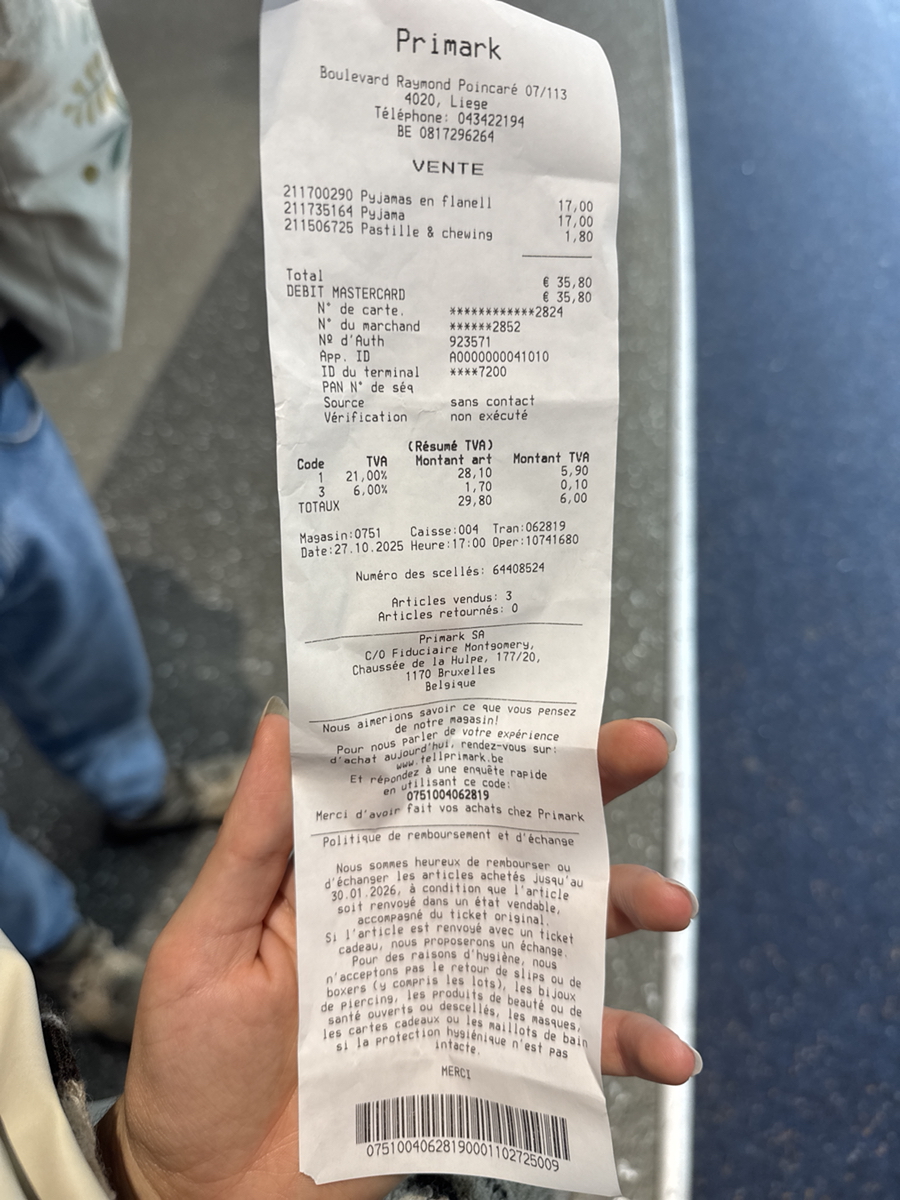 Primark
Boulevard Raymond Poincaré 07/113
4020, Liege
Téléphone: 043422194
BE 0817296264
VENTE
211700290 Pyjamas en flanell 17,00
211735164 Pyjama 17,00
211506725 Pastille & chewing 1,80
Total € 35,80
DEBIT MASTERCARD € 35,80
N° de carte. ************2824
N° du marchand ******2852
Nº d'Auth 923571
App. ID A0000000041010
ID du terminal ****7200
PAN N° de séq
Source sans contact
Vérification non exécuté
(Résumé TVA)
Code TVA Montant art Montant TVA
1 21,00% 28,10 5,90
3 6,00% 1,70 0,10
TOTAUX 29,80 6,00
Magasin:0751 Caisse:004 Tran:062819
Date:27.10.2025 Heure:17:00 Oper:10741680
Numéro des scellés: 64408524
Articles vendus: 3
Articles retournés: 0
Primark SA
C/O Fiduciaire Montgomery,
Chaussée de la Hulpe, 177/20,
1170 Bruxelles
Belgique
Nous aimerions savoir ce que vous pensez
de notre magasin!
Pour nous parler de votre expérience
d'achat aujourd'hui, rendez-vous sur:
www.tellprimark.be
Et répondez à une enquête rapide
en utilisant ce code:
0751004062819
Merci d'avoir fait vos achats chez Primark
Politique de remboursement et d'échange
Nous sommes heureux de rembourser ou
d'échanger les articles achetés jusqu'au
30.01.2026, à condition que l'article
soit renvoyé dans un état vendable,
accompagné du ticket original.
Si l'article est renvoyé avec un ticket
cadeau, nous proposerons un échange.
Pour des raisons d'hygiène, nous
n'acceptons pas le retour de slips ou de
boxers (y compris les lots), les bijoux
de piercing, les produits de beauté ou de
santé ouverts ou descellés, les masques,
les cartes cadeaux ou les maillots de bain
si la protection hygiénique n'est pas
intacte.
MERCI
07510040628190001102725009